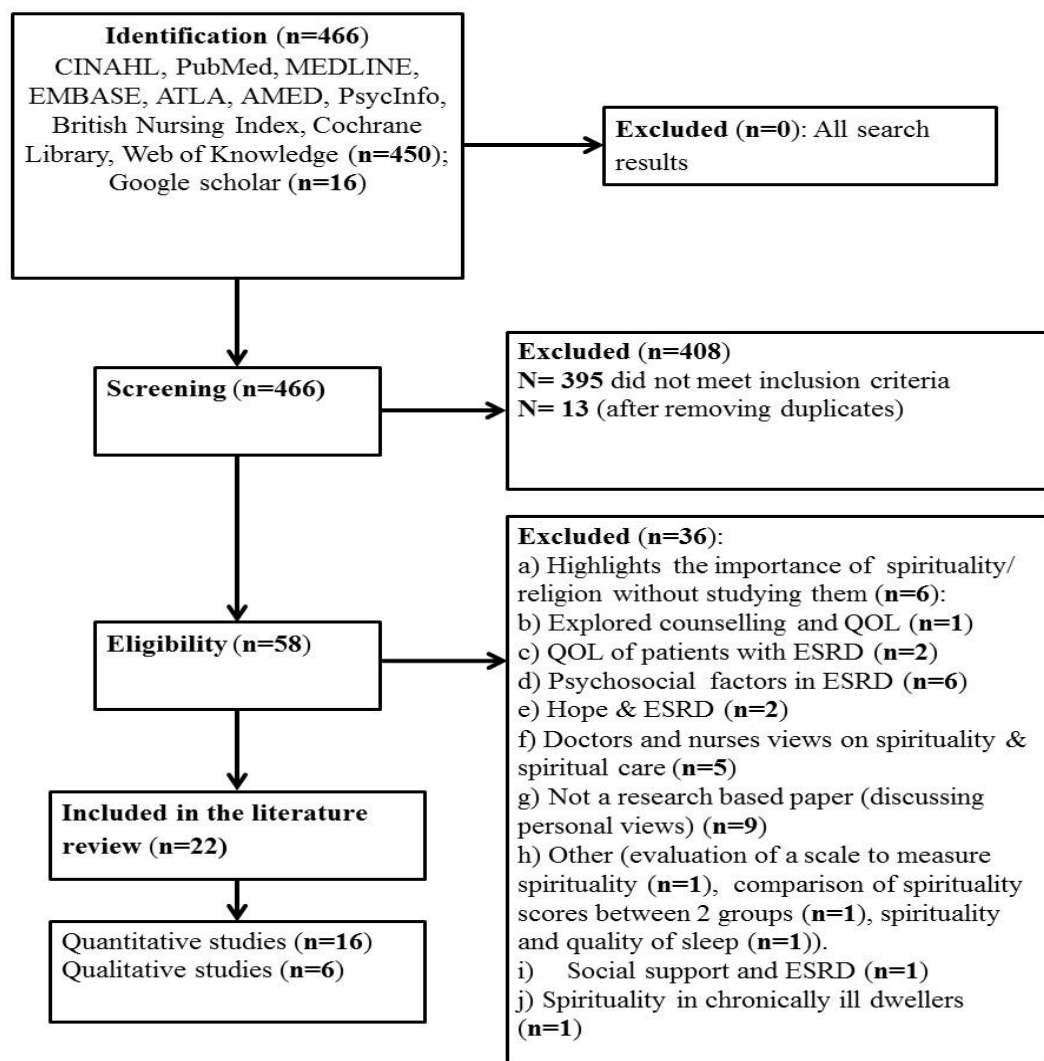 Identification (n=466)
CINAHL, PubMed, MEDLINE,
EMBASE, ATLA, AMED, PsycInfo,
British Nursing Index, Cochrane
Library, Web of Knowledge (n=450);
Google scholar (n=16)
Excluded (n=0): All search
results
Screening (n=466)
Excluded (n=408)
N= 395 did not meet inclusion criteria
N= 13 (after removing duplicates)
Eligibility (n=58)
Excluded (n=36):
a) Highlights the importance of spirituality/
religion without studying them (n=6):
b) Explored counselling and QOL (n=1)
c) QOL of patients with ESRD (n=2)
d) Psychosocial factors in ESRD (n=6)
e) Hope & ESRD (n=2)
f) Doctors and nurses views on spirituality &
spiritual care (n=5)
g) Not a research based paper (discussing
personal views) (n=9)
h) Other (evaluation of a scale to measure
spirituality (n=1), comparison of spirituality
scores between 2 groups (n=1), spirituality
and quality of sleep (n=1)).
i) Social support and ESRD (n=1)
j) Spirituality in chronically ill dwellers
(n=1)
Included in the literature
review (n=22)
Quantitative studies (n=16)
Qualitative studies (n=6)